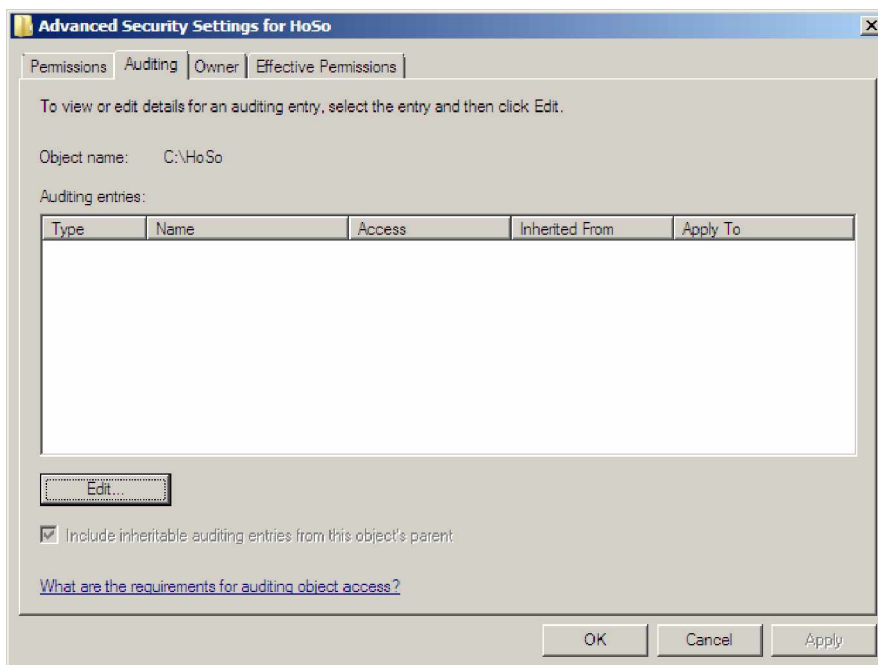 Advanced Security Settings for HoSo
Permissions Auditing Owner Effective Permissions
To view or edit details for an auditing entry, select the entry and then click Edit.
Object name: C:\HoSo
Auditing entries:
Type Name Access Inherited From Apply To
Edit...
Include inheritable auditing entries from this object's parent
What are the requirements for auditing object access?
OK Cancel Apply